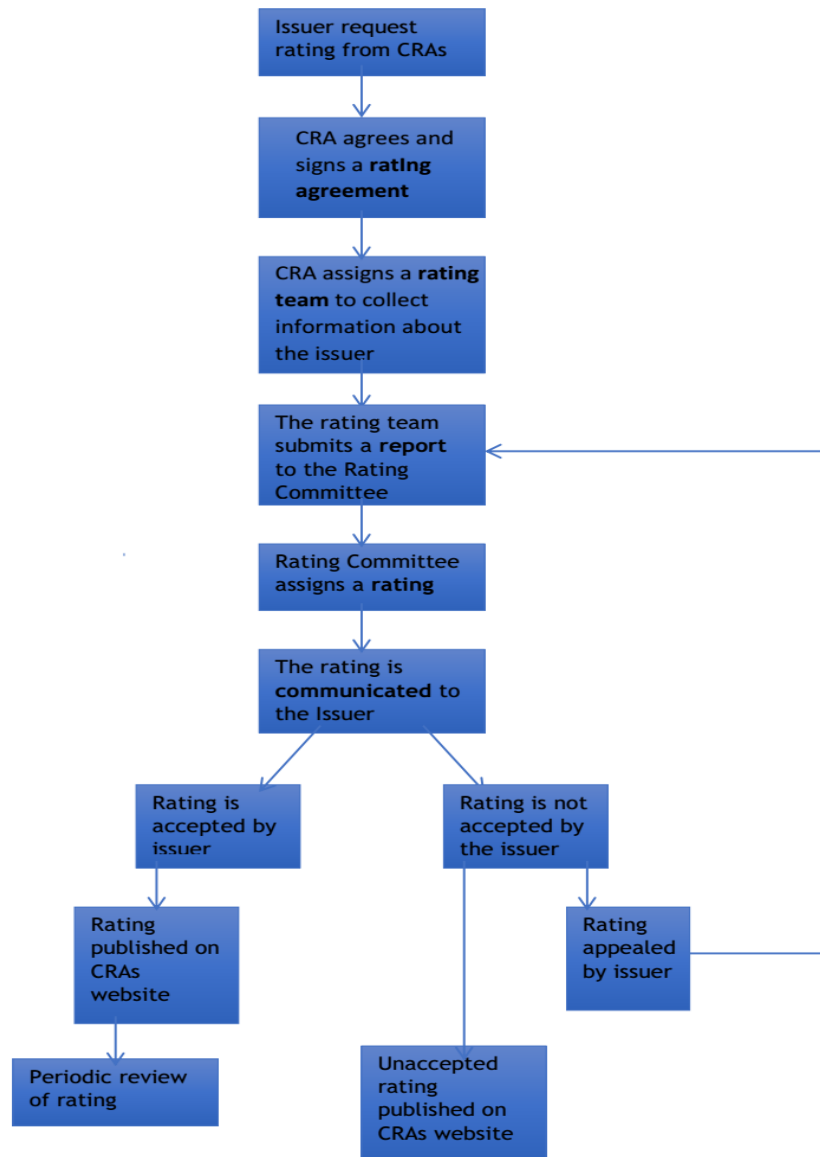 Issuer request
rating from CRAs
CRA agrees and
signs a ratIng
agreement
CRA assigns a rating
team to collect
information about
the issuer
The rating team
submits a report
to the Rating
Committee
Rating Committee
assigns a rating
The rating is
communicated to
the Issuer
Rating is
accepted by
issuer
Rating is not
accepted by
the issuer
Rating
published on
CRAs
website
Rating
appealed
by issuer
Periodic review
of rating
Unaccepted
rating
published on
CRAs website